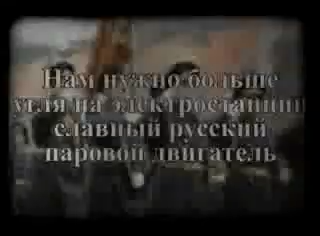 Нам нужно больше
угля на электростанции
славный русский
паровой двигатель